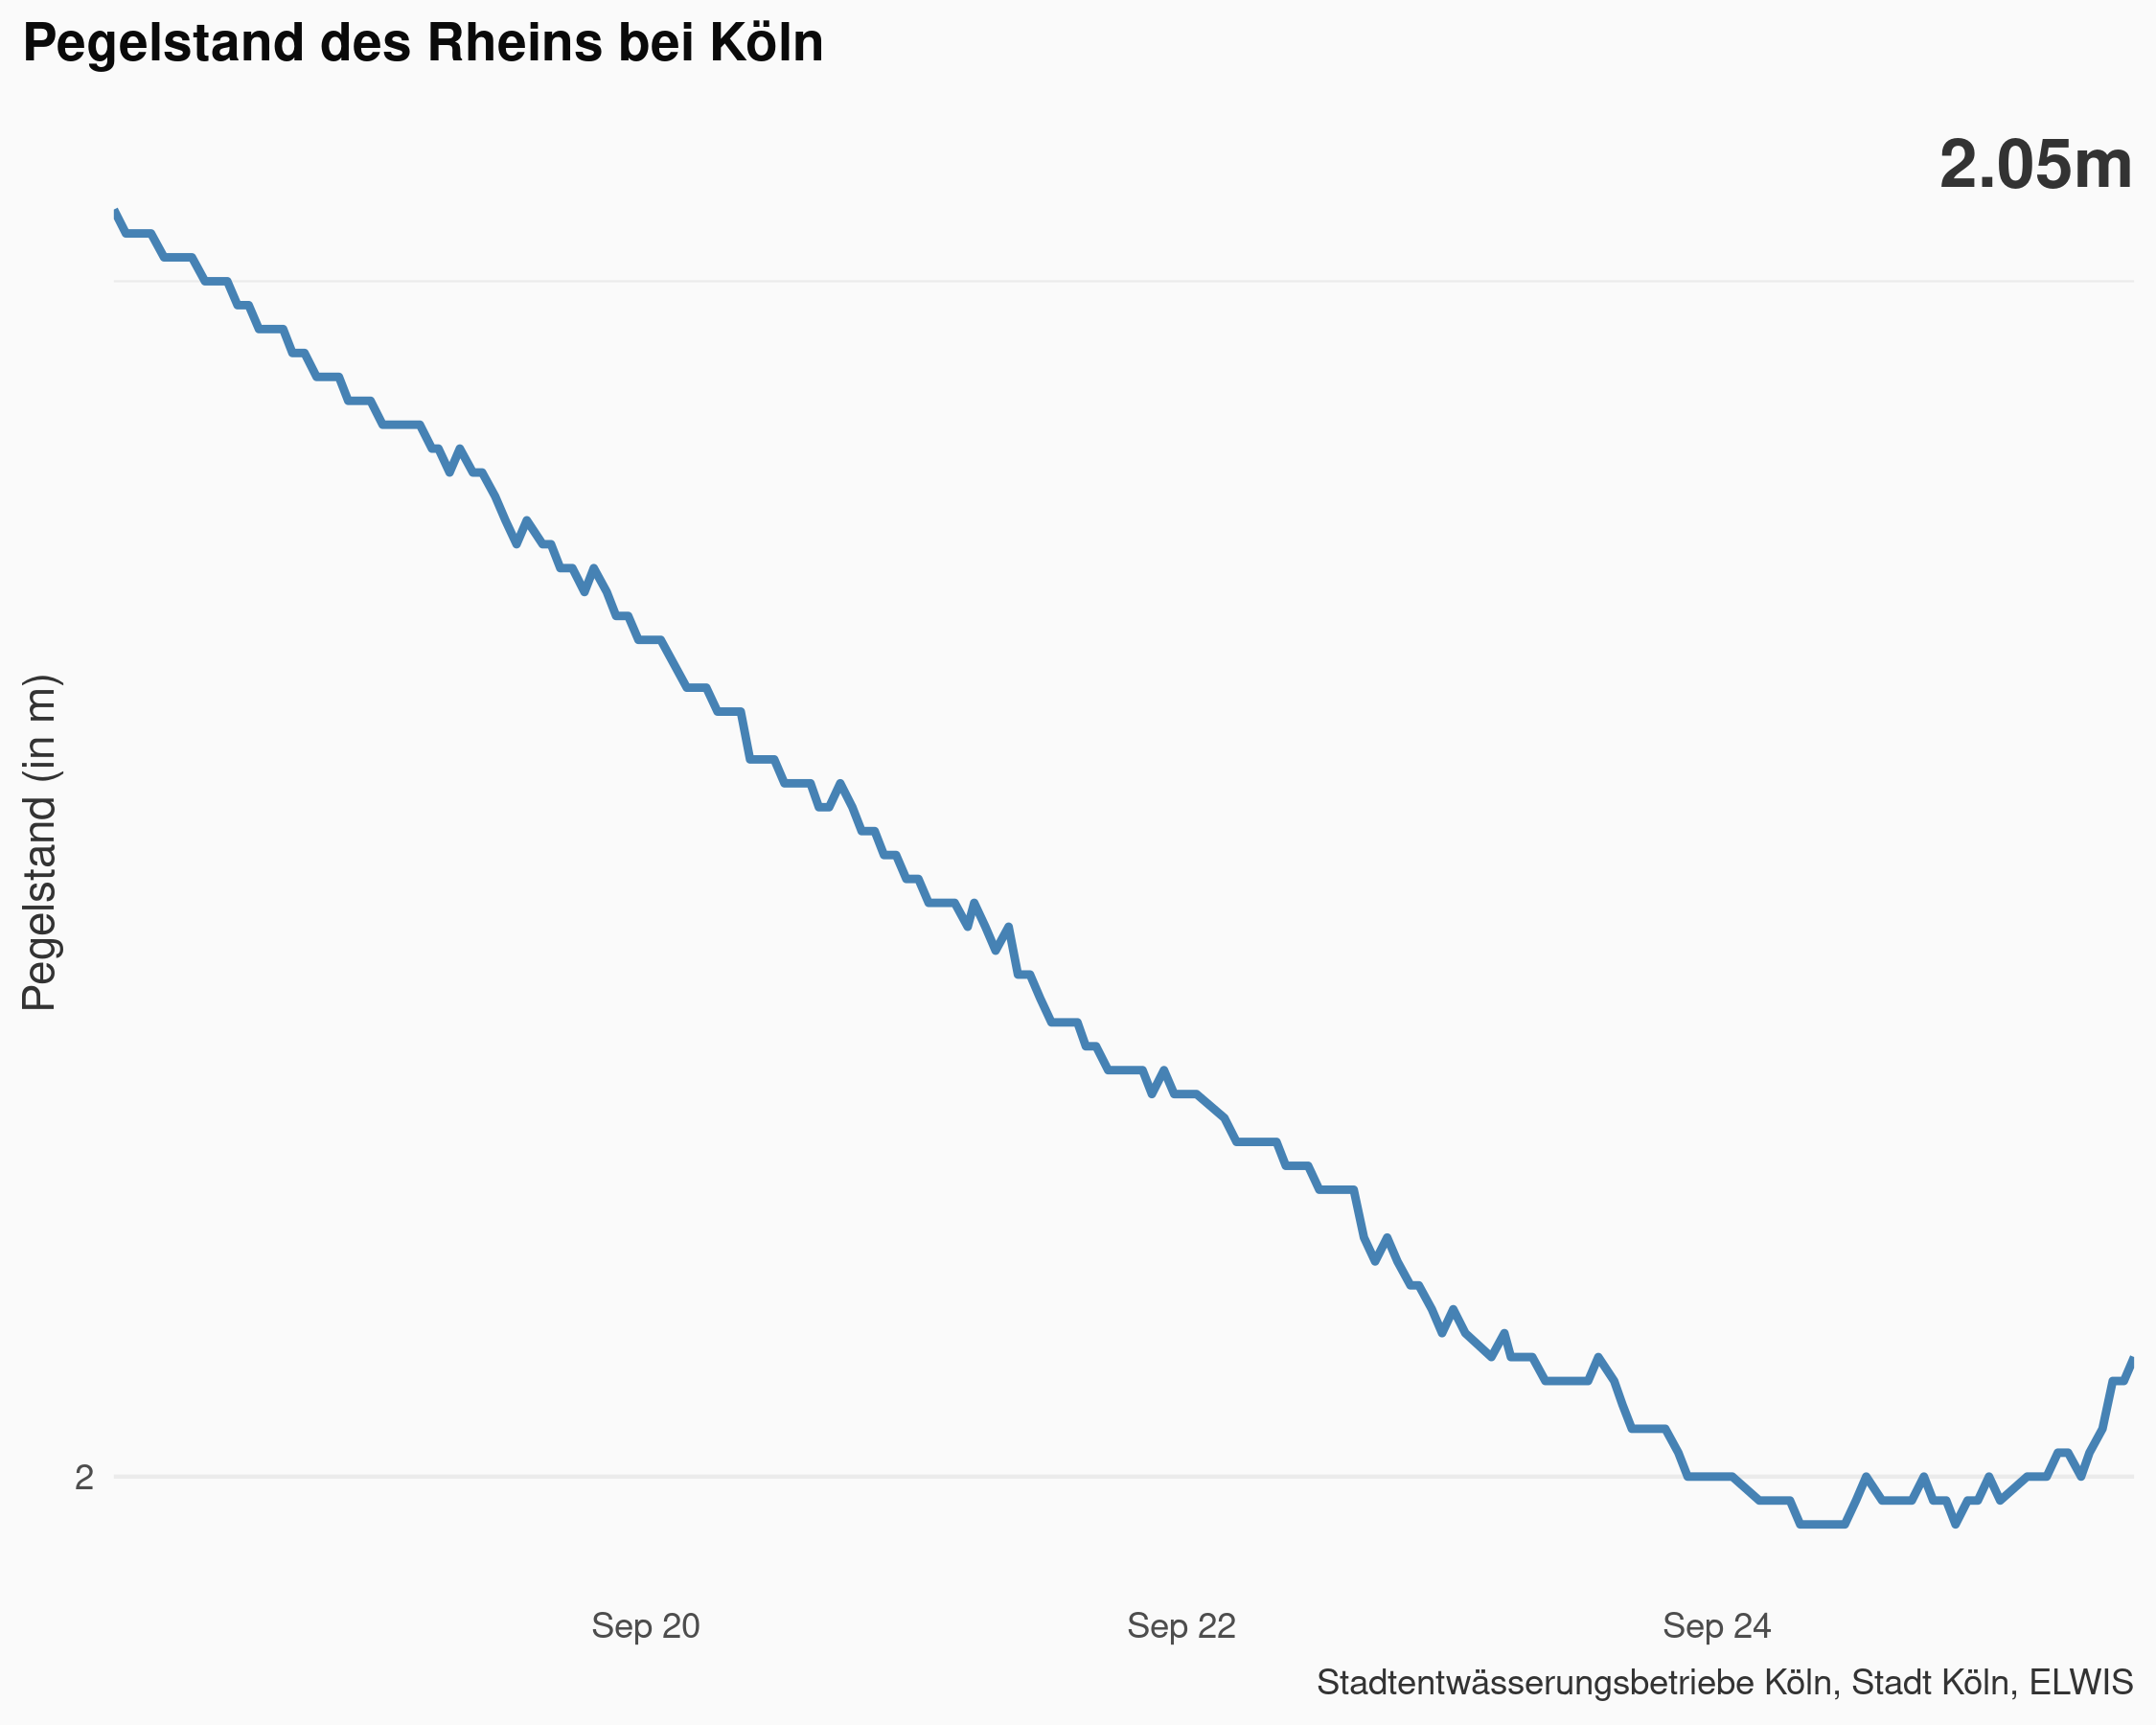 Pegelstand des Rheins bei Köln
2.05m
Pegelstand (in m)
2
Sep 20
Sep 22
Sep 24
Stadtentwässerungsbetriebe Köln, Stadt Köln, ELWIS